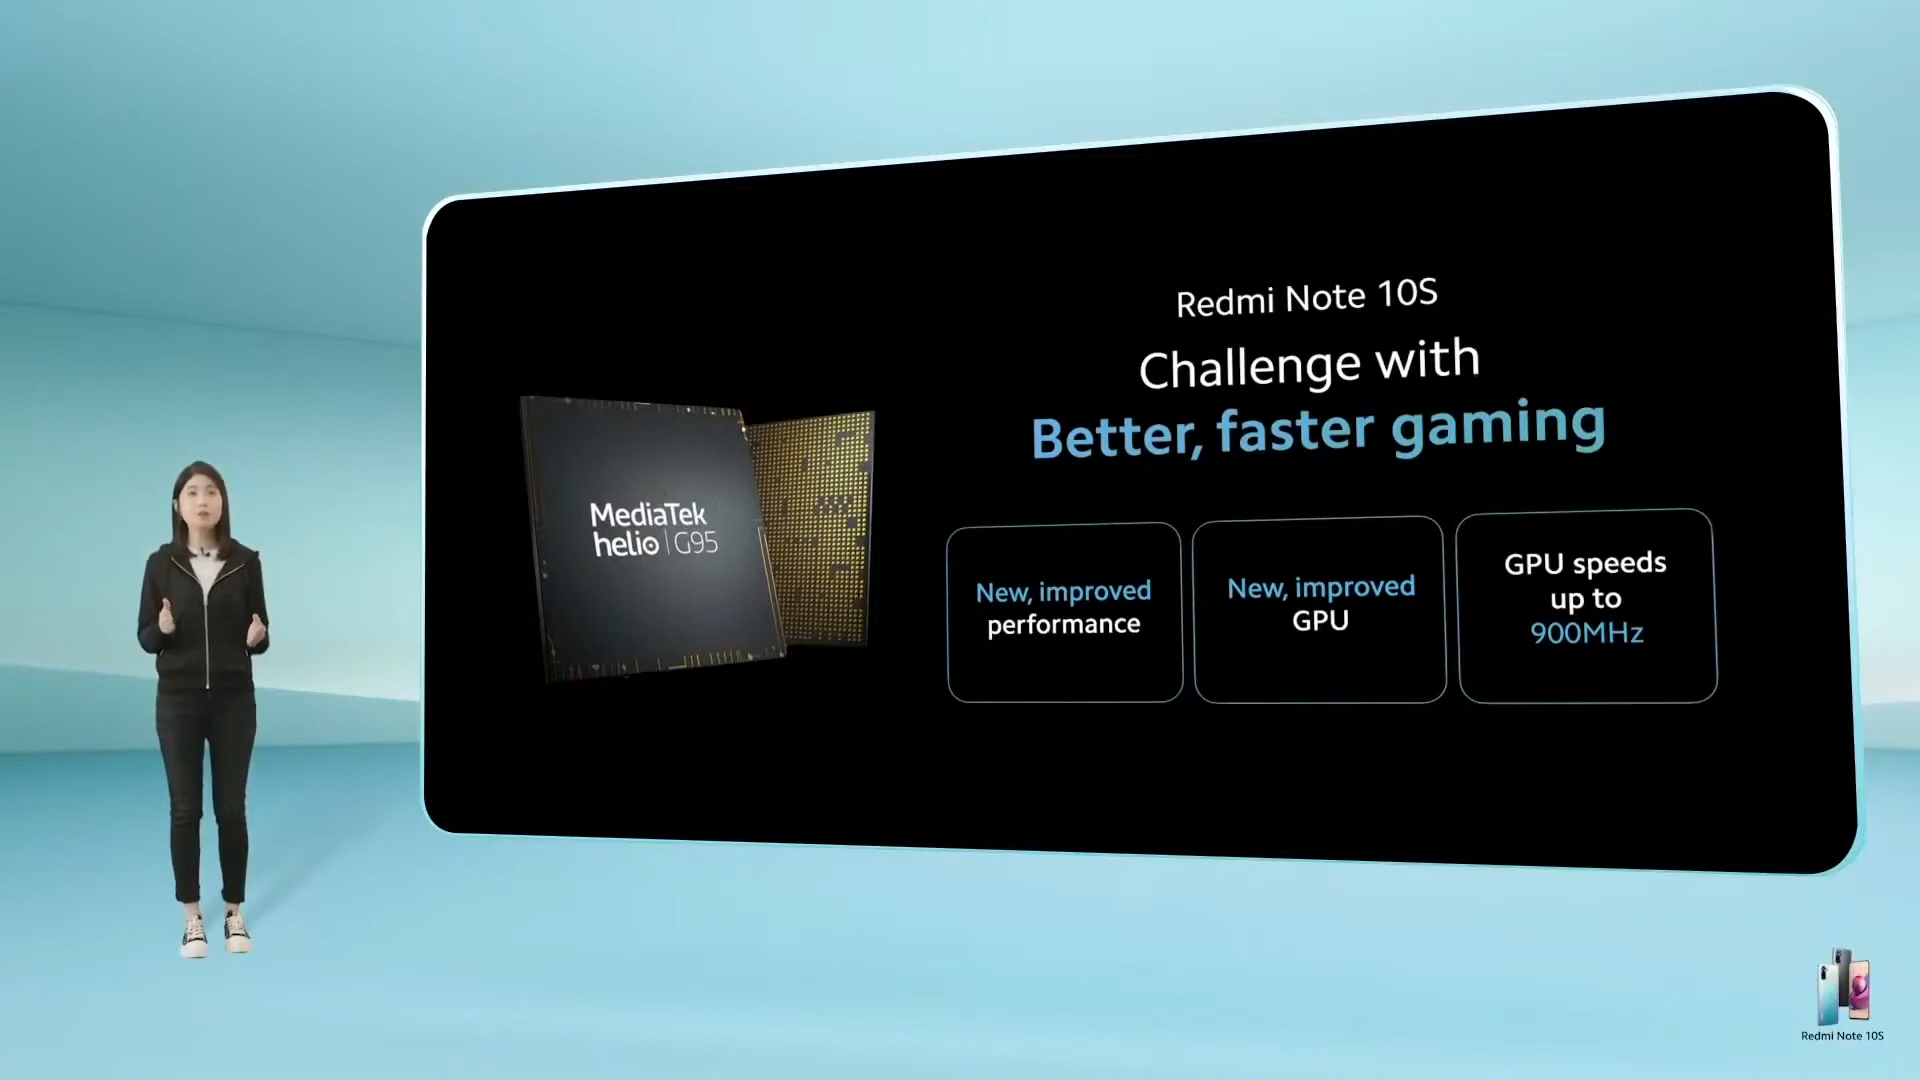 Redmi Note 10S
Challenge with
Better, faster gaming
MediaTek
helio G95
New, improved
performance
New, improved
GPU
GPU speeds
up to
900MHz
Redmi Note 10S